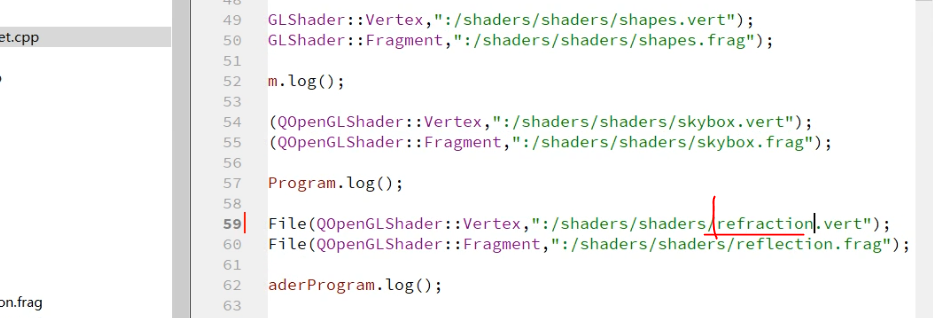 48
et.cpp
49 GLShader::Vertex,":/shaders/shaders/shapes.vert");
50 GLShader::Fragment,":/shaders/shaders/shapes.frag");
51
52 m.log();
53
54 (QOpenGLShader::Vertex,":/shaders/shaders/skybox.vert");
55 (QOpenGLShader::Fragment,":/shaders/shaders/skybox.frag");
56
57 Program.log();
58
59 File(QOpenGLShader::Vertex,":/shaders/shaders/refraction.vert");
60 File(QOpenGLShader::Fragment,":/shaders/shaders/reflection.frag");
61
62 aderProgram.log();
63
on.frag